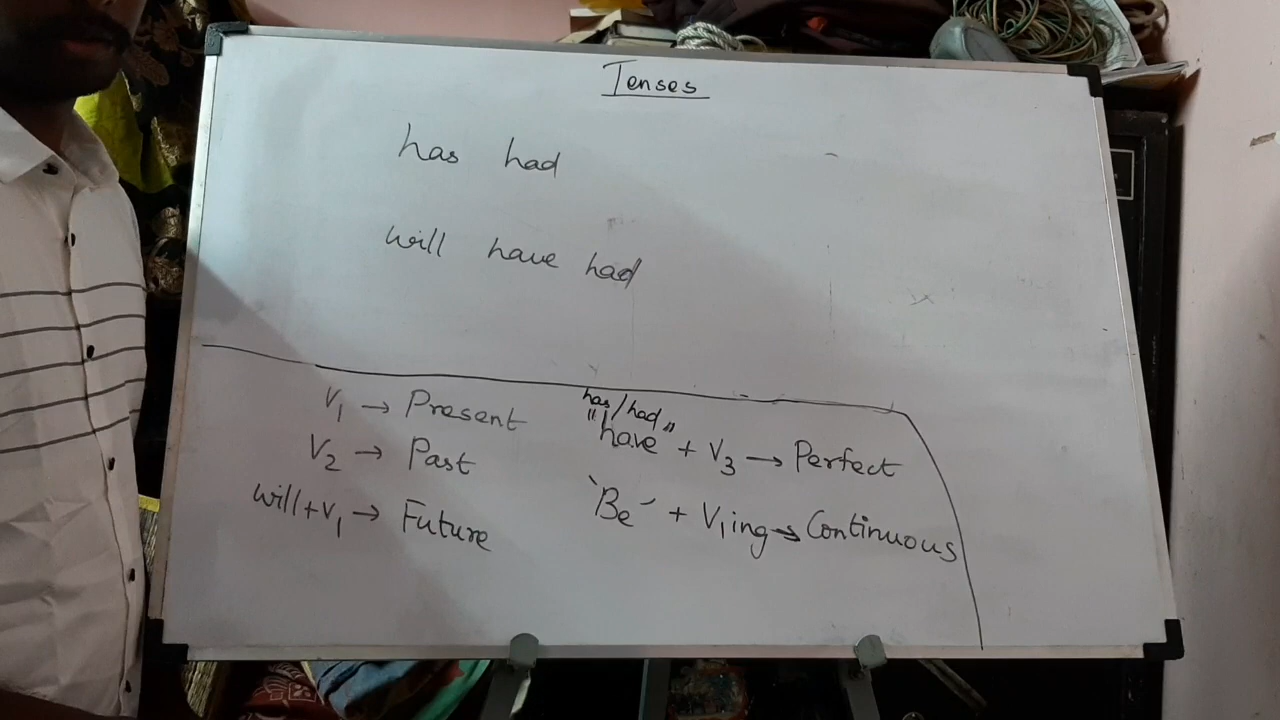 Tenses
has had
will have had
V1 → Present
V2 → Past
will+V1 → Future
has/had
"have" + V3 → Perfect
'Be' + V1ing → Continuous